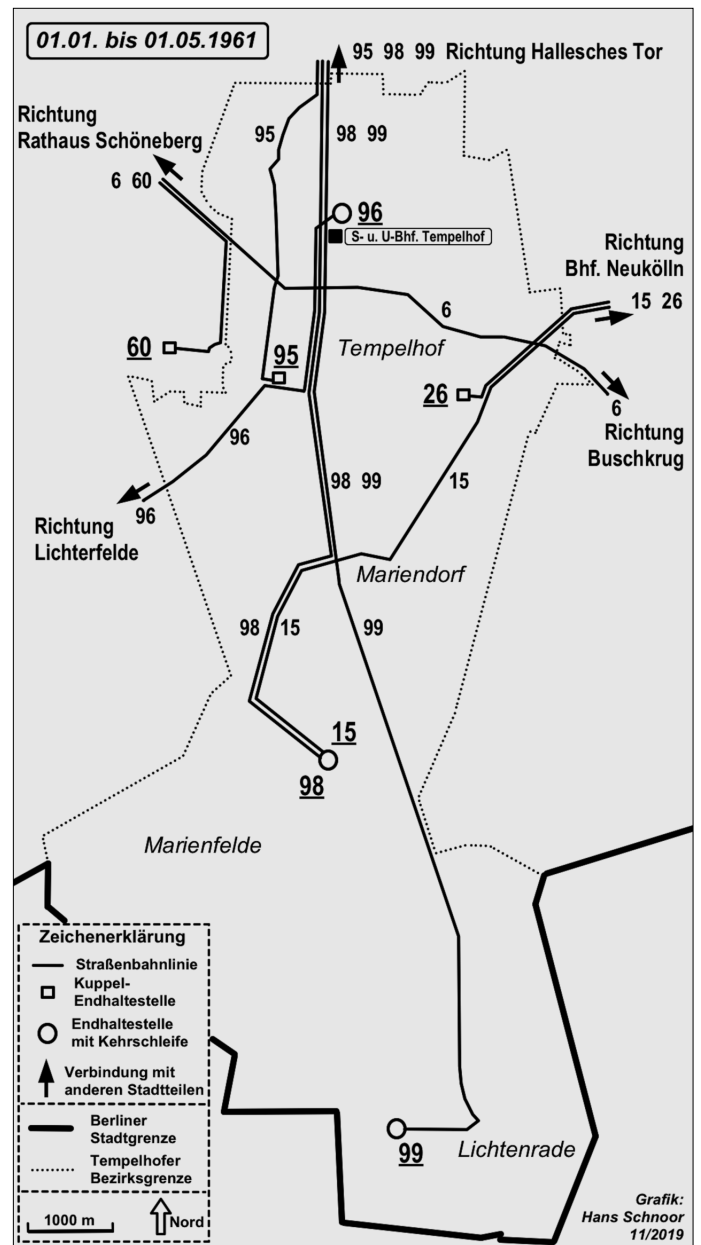 01.01. bis 01.05.1961
95 98 99 Richtung Hallesches Tor
Richtung
Rathaus Schöneberg
6 60
95
98 99
96
S- u. U-Bhf. Tempelhof
Richtung
Bhf. Neukölln
15 26
6
60
95
Tempelhof
26
6
Richtung
Buschkrug
96
96
Richtung
Lichterfelde
98 99
15
Mariendorf
98 15
99
15
98
Marienfelde
Zeichenerklärung
Straßenbahnlinie
Kuppel-
Endhaltestelle
Endhaltestelle
mit Kehrschleife
Verbindung mit
anderen Stadtteilen
Berliner
Stadtgrenze
Tempelhofer
Bezirksgrenze
1000 m
Nord
99
Lichtenrade
Grafik:
Hans Schnoor
11/2019